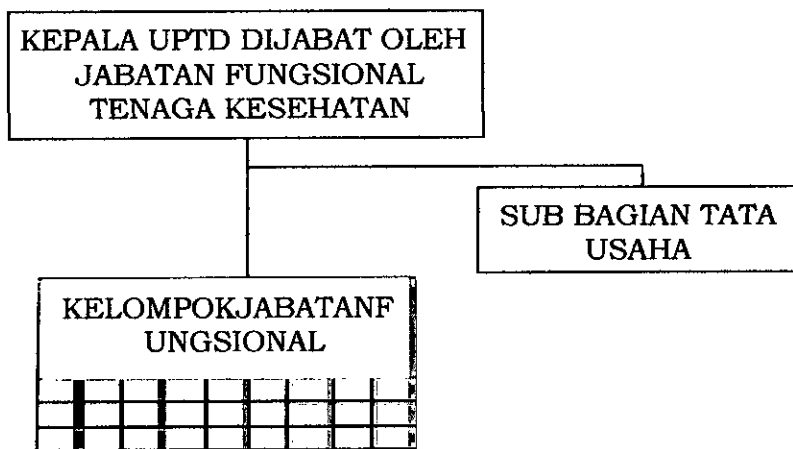 KEPALA UPTD DIJABAT OLEH
JABATAN FUNGSIONAL
TENAGA KESEHATAN
SUB BAGIAN TATA
USAHA
KELOMPOKJABATANF
UNGSIONAL